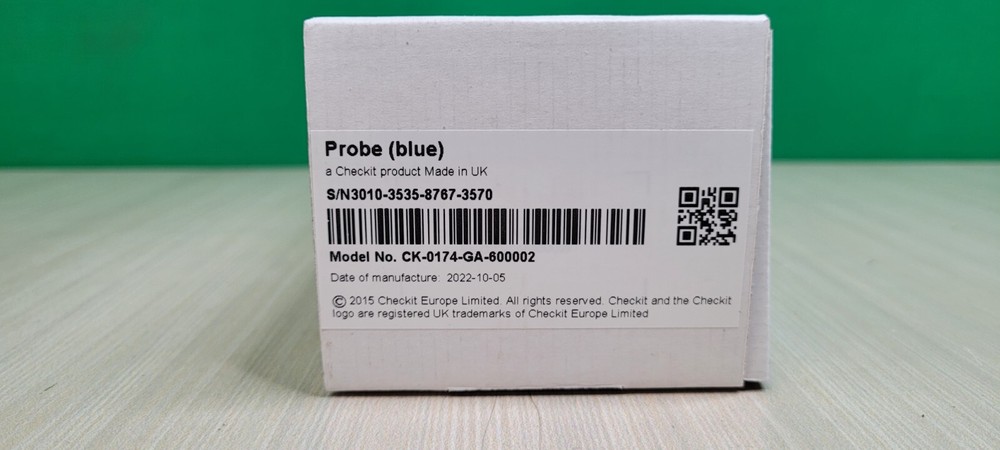 Probe (blue)
a Checkit product Made in UK
S/N3010-3535-8767-3570
Model No. CK-0174-GA-600002
Date of manufacture: 2022-10-05
© 2015 Checkit Europe Limited. All rights reserved. Checkit and the Checkit
logo are registered UK trademarks of Checkit Europe Limited